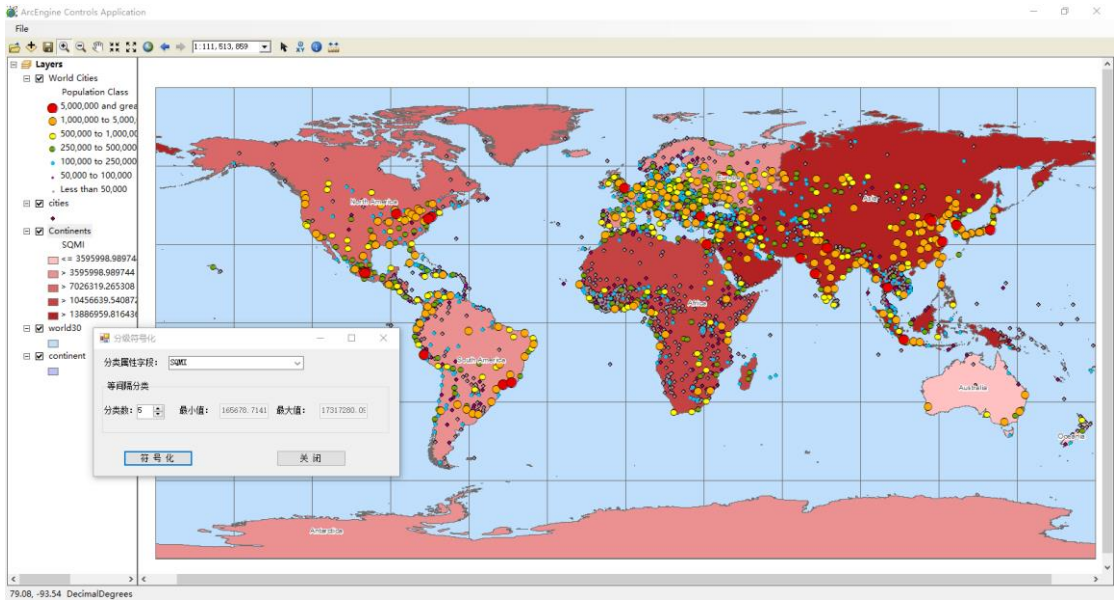 ArcEngine Controls Application
File
1:111,513,859
Layers
World Cities
Population Class
5,000,000 and grea
1,000,000 to 5,000,
500,000 to 1,000,00
250,000 to 500,000
100,000 to 250,000
50,000 to 100,000
Less than 50,000
cities
Continents
SQMI
<= 3595998.98974
> 3595998.989744
> 7026319.265308
> 10456639.540872
> 13886959.816436
world30
continent
分级符号化
分类属性字段: SQMI
等间隔分类
分类数: 5 最小值: 165678.7141 最大值: 17317280.09
符号化 关闭
North America
Asia
Africa
South America
Australia
Oceania
Antarctica
79.08, -93.54 DecimalDegrees